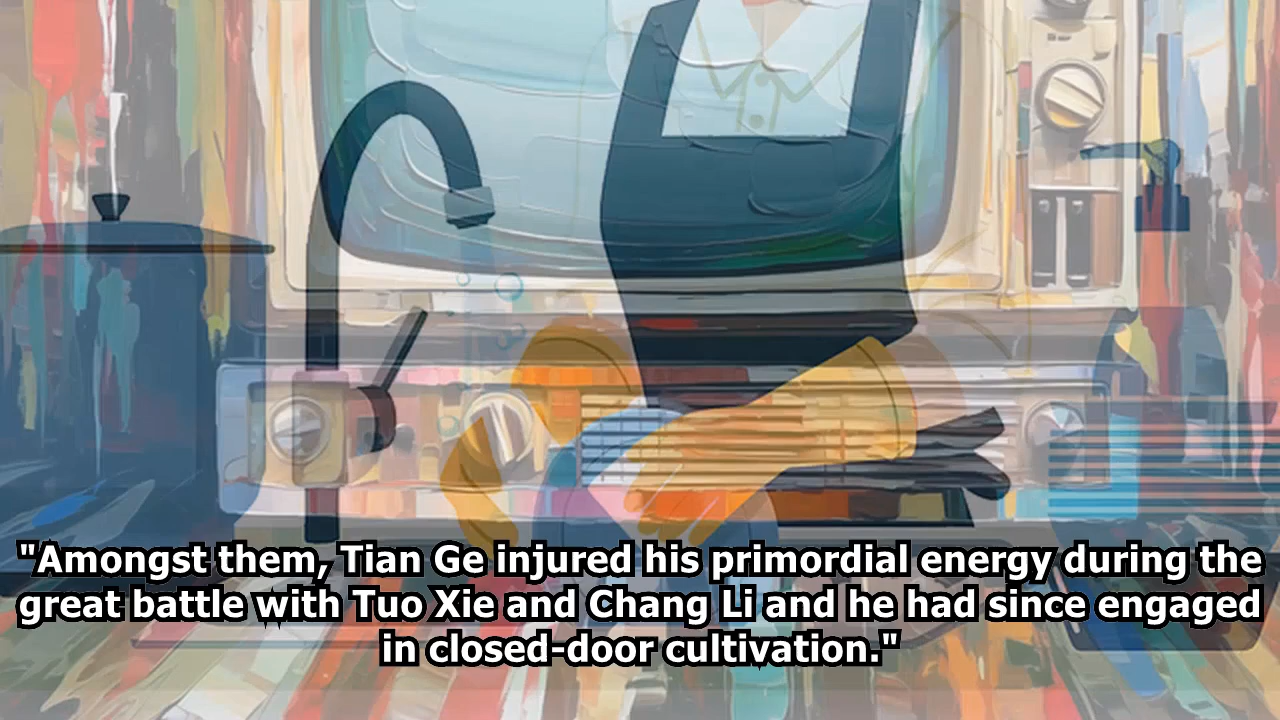 "Amongst them, Tian Ge injured his primordial energy during the
great battle with Tuo Xie and Chang Li and he had since engaged
in closed-door cultivation."